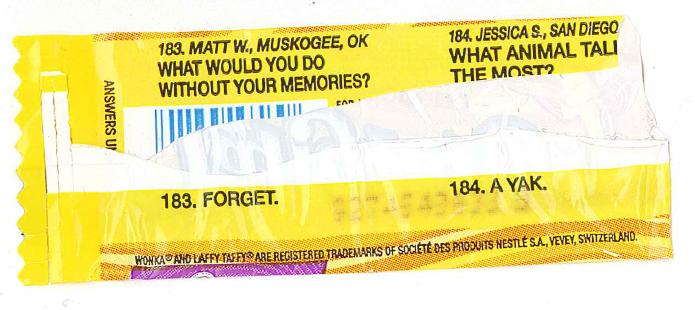 183. MATT W., MUSKOGEE, OK
WHAT WOULD YOU DO
WITHOUT YOUR MEMORIES?
184. JESSICA S., SAN DIEGO
WHAT ANIMAL TAL
THE MOST?
ANSWERS U
FOR
183. FORGET.
184. A YAK.
WONKA® AND LAFFY TAFFY® ARE REGISTERED TRADEMARKS OF SOCIÉTÉ DES PRODUITS NESTLÉ S.A., VEVEY, SWITZERLAND.